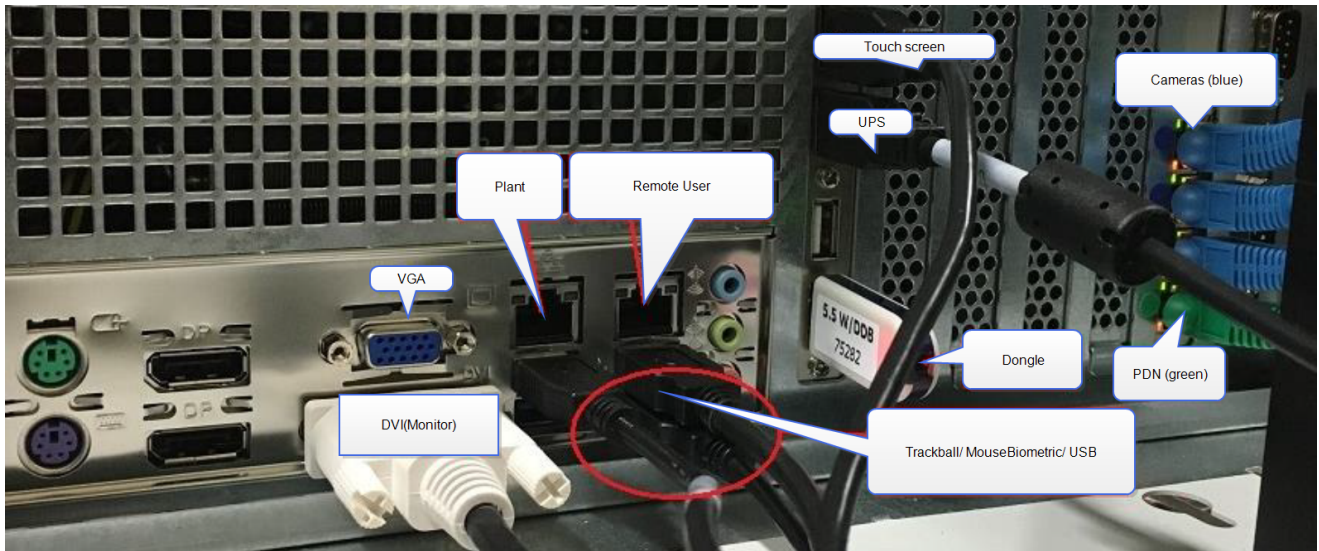 Touch screen
Cameras (blue)
UPS
Plant
Remote User
VGA
DP
5.5 W/DDB
75282
Dongle
PDN (green)
DVI
DP
DVI(Monitor)
Trackball/ MouseBiometric/ USB